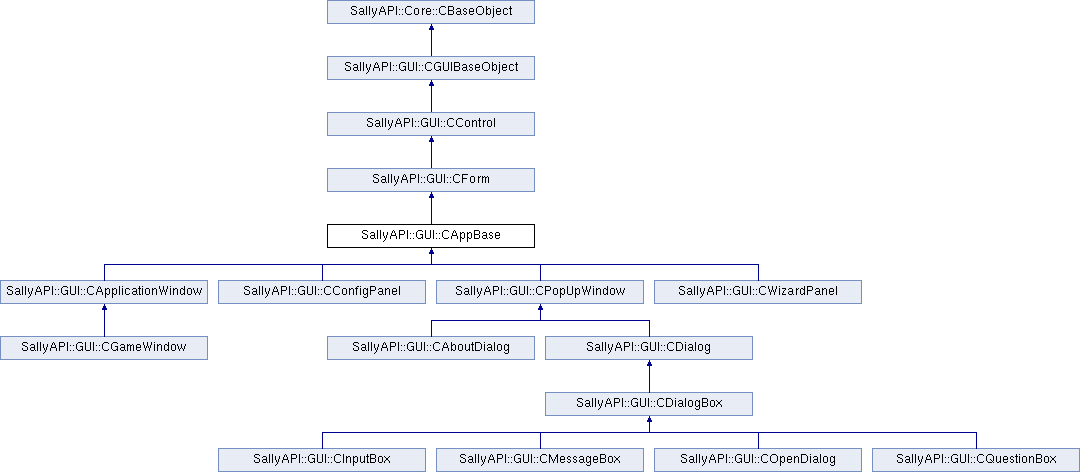 SallyAPI::Core::CBaseObject
SallyAPI::GUI::CGUIBaseObject
SallyAPI::GUI::CControl
SallyAPI::GUI::CForm
SallyAPI::GUI::CAppBase
SallyAPI::GUI::CApplicationWindow
SallyAPI::GUI::CConfigPanel
SallyAPI::GUI::CPopUpWindow
SallyAPI::GUI::CWizardPanel
SallyAPI::GUI::CGameWindow
SallyAPI::GUI::CAboutDialog
SallyAPI::GUI::CDialog
SallyAPI::GUI::CDialogBox
SallyAPI::GUI::CInputBox
SallyAPI::GUI::CMessageBox
SallyAPI::GUI::COpenDialog
SallyAPI::GUI::CQuestionBox